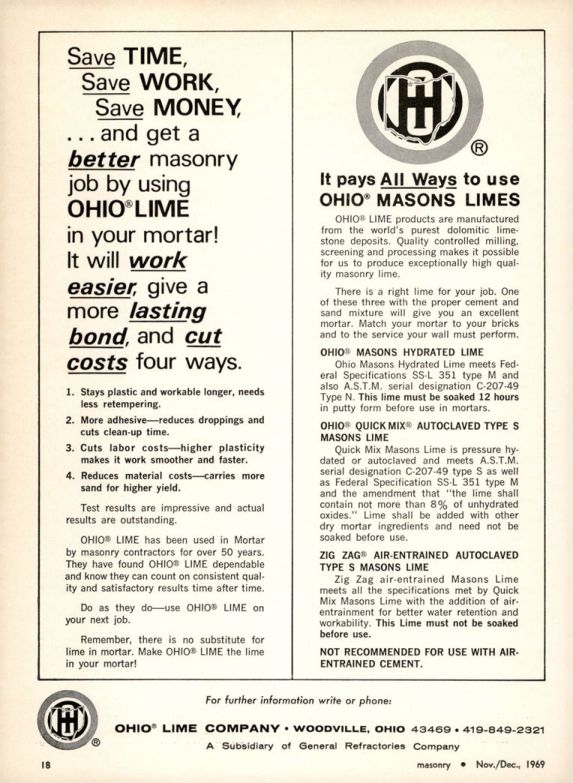 Save TIME,
Save WORK,
Save MONEY,
...and get a
better masonry
job by using
OHIO® LIME
in your mortar!
It will work
easier, give a
more lasting
bond, and cut
costs four ways.
1. Stays plastic and workable longer, needs
less retempering.
2. More adhesive—reduces droppings and
cuts clean-up time.
3. Cuts labor costs—higher plasticity
makes it work smoother and faster.
4. Reduces material costs—carries more
sand for higher yield.
Test results are impressive and actual
results are outstanding.
OHIO® LIME has been used in Mortar
by masonry contractors for over 50 years.
They have found OHIO® LIME dependable
and know they can count on consistent qual-
ity and satisfactory results time after time.
Do as they do—use OHIO® LIME on
your next job.
Remember, there is no substitute for
lime in mortar. Make OHIO® LIME the lime
in your mortar!
OHIO
®
It pays All Ways to use
OHIO® MASONS LIMES
OHIO® LIME products are manufactured
from the world's purest dolomitic lime-
stone deposits. Quality controlled milling,
screening and processing makes it possible
for us to produce exceptionally high qual-
ity masonry lime.
There is a right lime for your job. One
of these three with the proper cement and
sand mixture will give you an excellent
mortar. Match your mortar to your bricks
and to the service your wall must perform.
OHIO® MASONS HYDRATED LIME
Ohio Masons Hydrated Lime meets Fed-
eral Specifications SS-L 351 type M and
also A.S.T.M. serial designation C-207-49
Type N. This lime must be soaked 12 hours
in putty form before use in mortars.
OHIO® QUICK MIX® AUTOCLAVED TYPE S
MASONS LIME
Quick Mix Masons Lime is pressure hy-
dated or autoclaved and meets A.S.T.M.
serial designation C-207-49 type S as well
as Federal Specification SS-L 351 type M
and the amendment that "the lime shall
contain not more than 8% of unhydrated
oxides." Lime shall be added with other
dry mortar ingredients and need not be
soaked before use.
ZIG ZAG® AIR-ENTRAINED AUTOCLAVED
TYPE S MASONS LIME
Zig Zag air-entrained Masons Lime
meets all the specifications met by Quick
Mix Masons Lime with the addition of air-
entrainment for better water retention and
workability. This Lime must not be soaked
before use.
NOT RECOMMENDED FOR USE WITH AIR-
ENTRAINED CEMENT.
OHIO
®
For further information write or phone:
OHIO® LIME COMPANY • WOODVILLE, OHIO 43469 • 419-849-2321
A Subsidiary of General Refractories Company
18
masonry • Nov./Dec., 1969